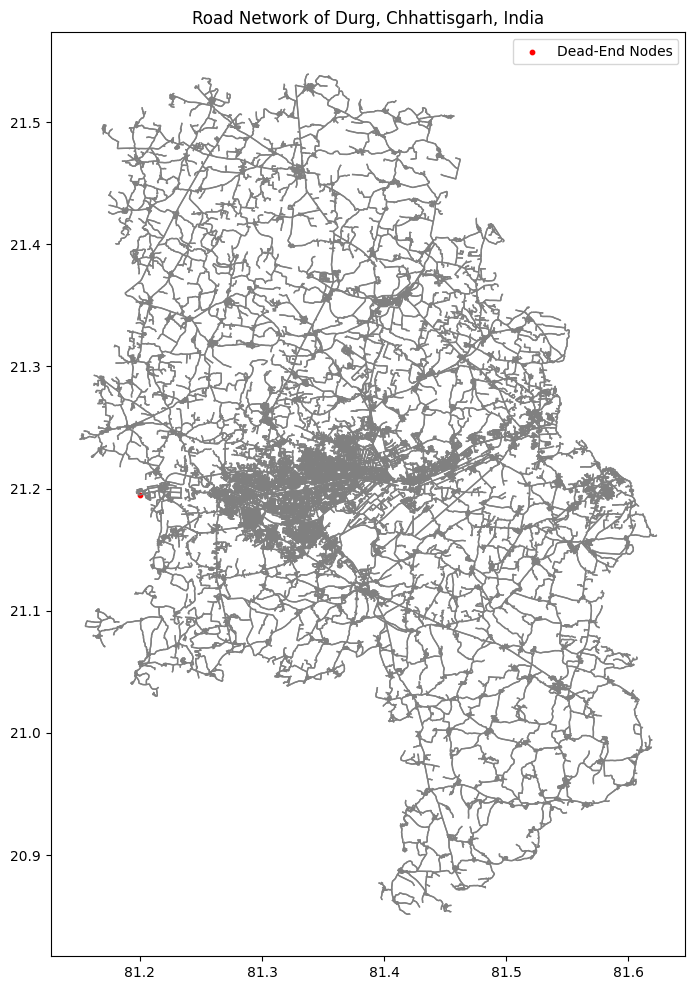 Road Network of Durg, Chhattisgarh, India
Dead-End Nodes
21.5
21.4
21.3
21.2
21.1
21.0
20.9
81.2 81.3 81.4 81.5 81.6